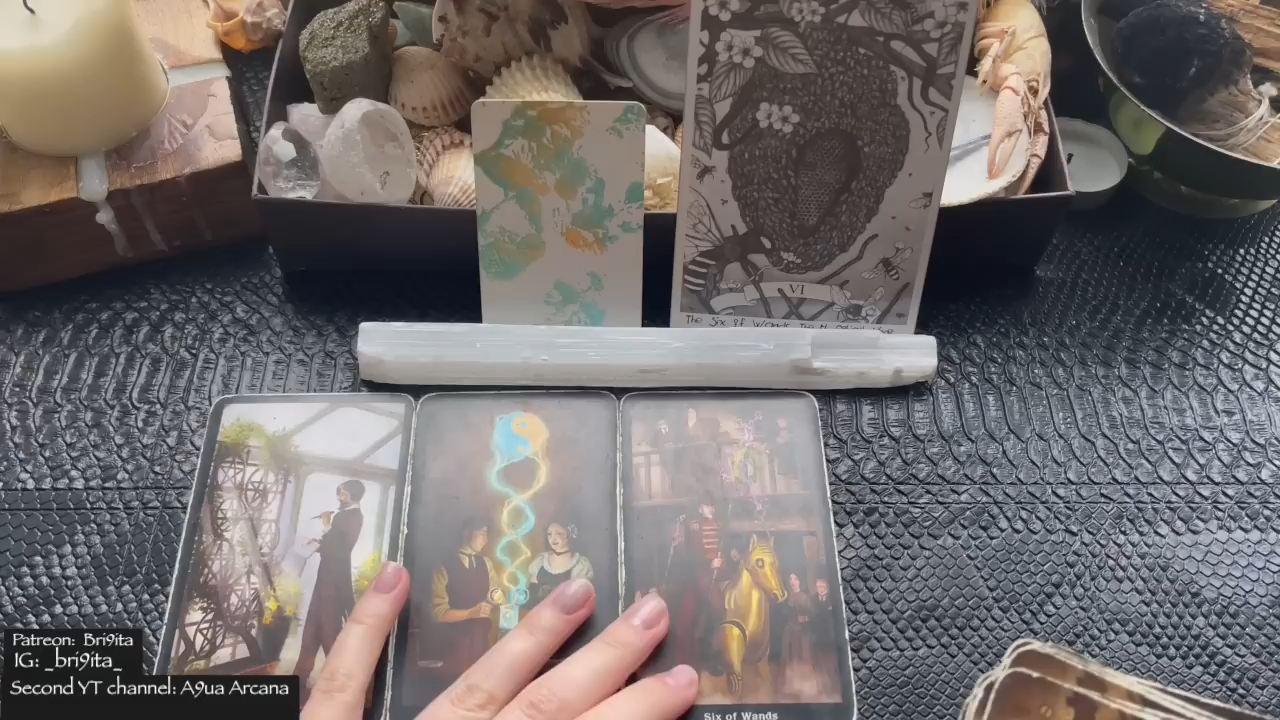 VI
The Six of Wands
Six of Wands
Patreon: Bri9ita
IG: _bri9ita_
Second YT channel: A9ua Arcana